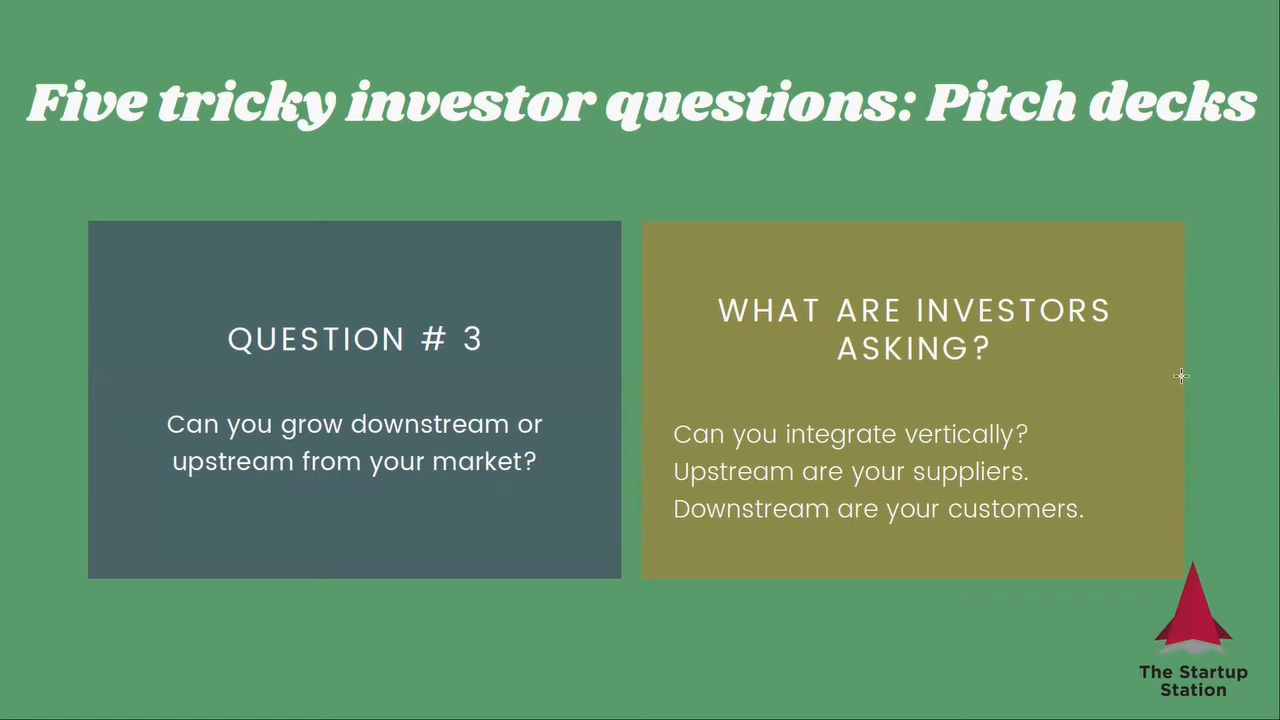 Five tricky investor questions: Pitch decks
QUESTION # 3
Can you grow downstream or
upstream from your market?
WHAT ARE INVESTORS
ASKING?
Can you integrate vertically?
Upstream are your suppliers.
Downstream are your customers.
The Startup
Station